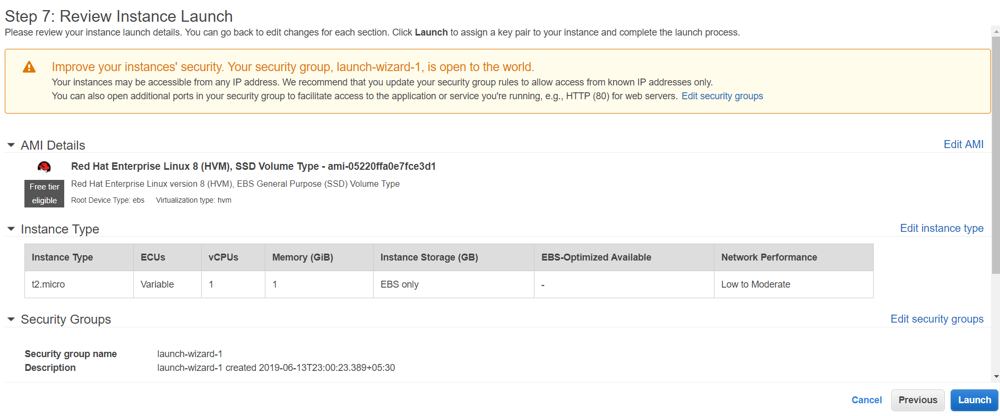 Step 7: Review Instance Launch
Please review your instance launch details. You can go back to edit changes for each section. Click Launch to assign a key pair to your instance and complete the launch process.
Improve your instances' security. Your security group, launch-wizard-1, is open to the world.
Your instances may be accessible from any IP address. We recommend that you update your security group rules to allow access from known IP addresses only.
You can also open additional ports in your security group to facilitate access to the application or service you're running, e.g., HTTP (80) for web servers. Edit security groups
AMI Details Edit AMI
Red Hat Enterprise Linux 8 (HVM), SSD Volume Type - ami-05220ffa0e7fce3d1
Free tier eligible
Red Hat Enterprise Linux version 8 (HVM), EBS General Purpose (SSD) Volume Type
Root Device Type: ebs Virtualization type: hvm
Instance Type Edit instance type
Instance Type ECUs vCPUs Memory (GiB) Instance Storage (GB) EBS-Optimized Available Network Performance
t2.micro Variable 1 1 EBS only - Low to Moderate
Security Groups Edit security groups
Security group name launch-wizard-1
Description launch-wizard-1 created 2019-06-13T23:00:23.389+05:30
Cancel Previous Launch